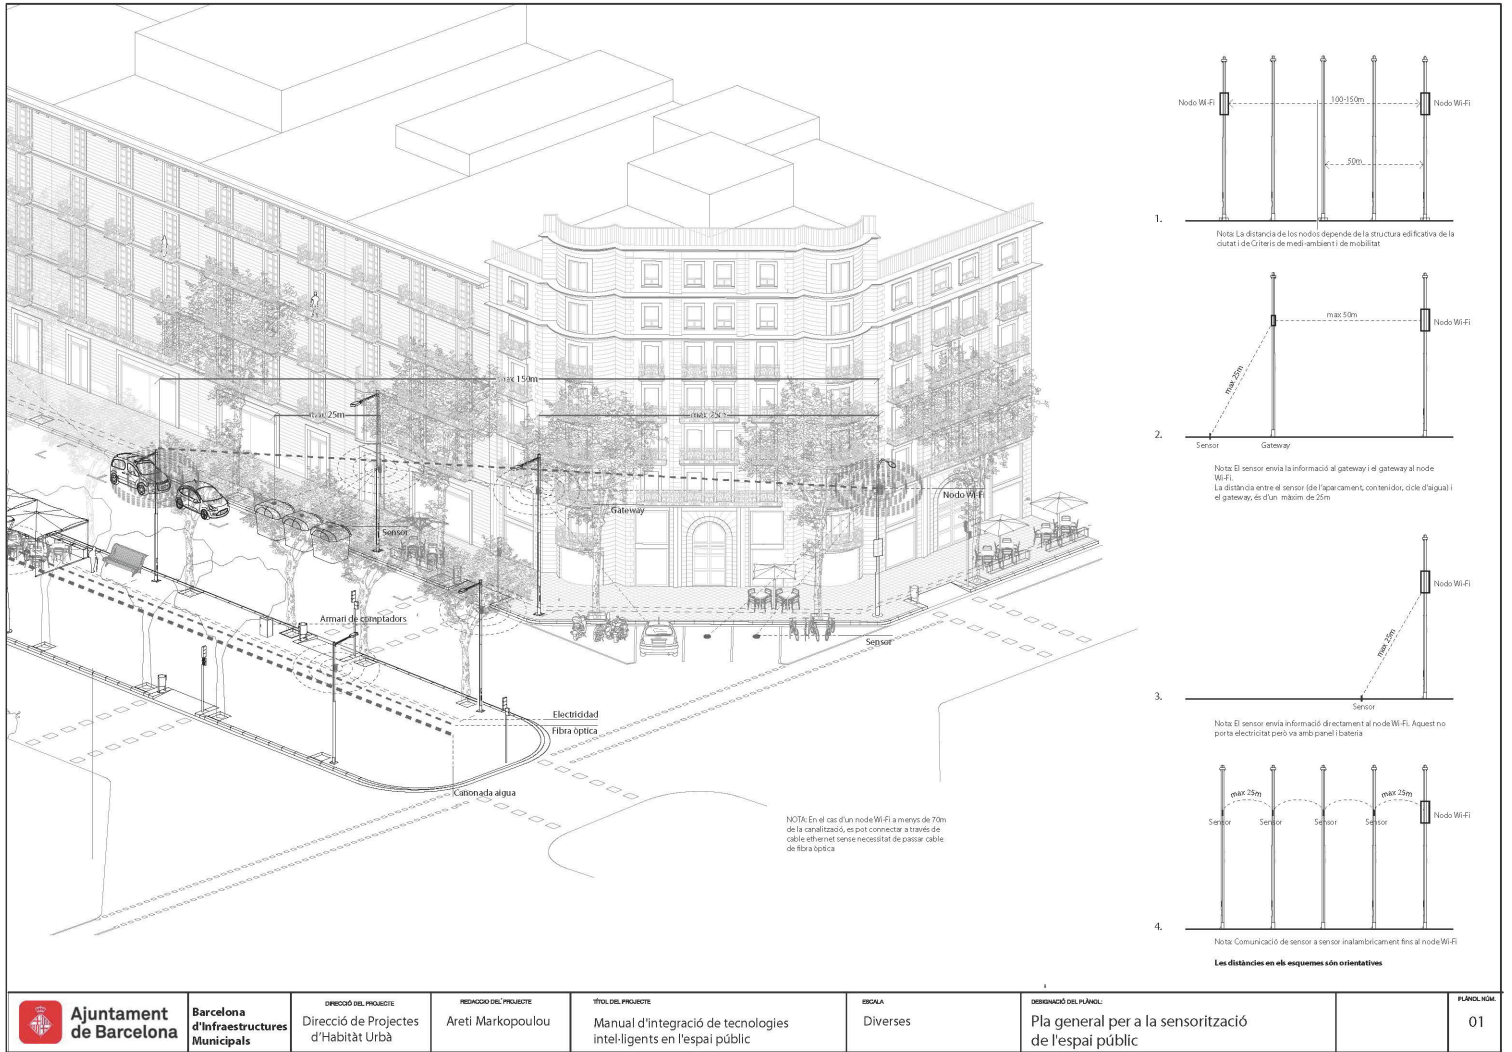 Nodo Wi-Fi
100-150m
Nodo Wi-Fi
50m
1.
Nota: La distancia de los nodos depende de la structura edificativa de la
ciutat i de Criteris de medi-ambient i de mobilitat
max 50m
Nodo Wi-Fi
max 25m
2.
Sensor
Gateway
Nota: El sensor envia la informació al gateway i el gateway al node
Wi-Fi.
La distància entre el sensor (de l'aparcament, contenidor, cicle d'aigua) i
el gateway, és d'un màxim de 25m
Nodo Wi-Fi
max 25m
3.
Sensor
Nota: El sensor envia informació directament al node Wi-Fi. Aquest no
porta electricitat però va amb panel i bateria
max 25m
max 25m
Nodo Wi-Fi
Sensor
Sensor
Sensor
Sensor
4.
Nota: Comunicació de sensor a sensor inalambricament fins al node Wi-Fi
Les distàncies en els esquemes són orientatives
max 150m
max 25m
max 25m
Nodo Wi-Fi
Gateway
Sensor
Armari de comptadors
Sensor
Electricidad
Fibra òptica
Canonada aigua
NOTA: En el cas d'un node Wi-Fi a menys de 70m
de la canalització, es pot connectar a través de
cable ethernet sense necessitat de passar cable
de fibra òptica
Ajuntament
de Barcelona
Barcelona
d'Infraestructures
Municipals
DIRECCIÓ DEL PROJECTE
Direcció de Projectes
d'Habitàt Urbà
REDACCIO DEL PROJECTE
Areti Markopoulou
TÍTOL DEL PROJECTE
Manual d'integració de tecnologies
intel·ligents en l'espai públic
ESCALA
Diverses
DESIGNACIÓ DEL PLÀNOL:
Pla general per a la sensorització
de l'espai públic
PLÀNOL NÚM.
01